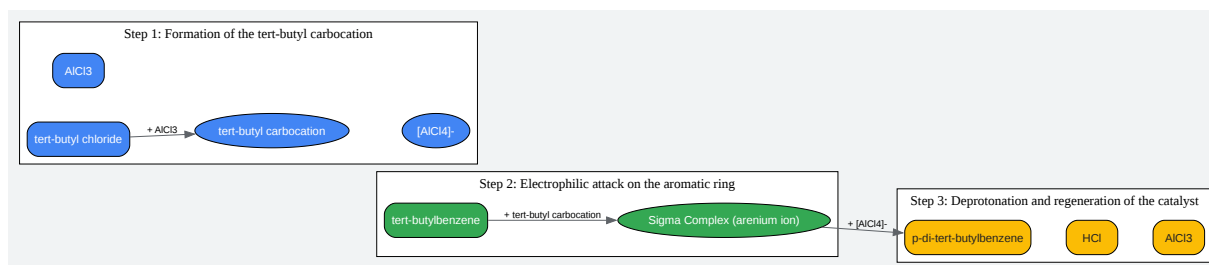 Step 1: Formation of the tert-butyl carbocation
AlCl3
tert-butyl chloride
+ AlCl3
tert-butyl carbocation
[AlCl4]-
Step 2: Electrophilic attack on the aromatic ring
tert-butylbenzene
+ tert-butyl carbocation
Sigma Complex (arenium ion)
+ [AlCl4]-
Step 3: Deprotonation and regeneration of the catalyst
p-di-tert-butylbenzene
HCl
AlCl3